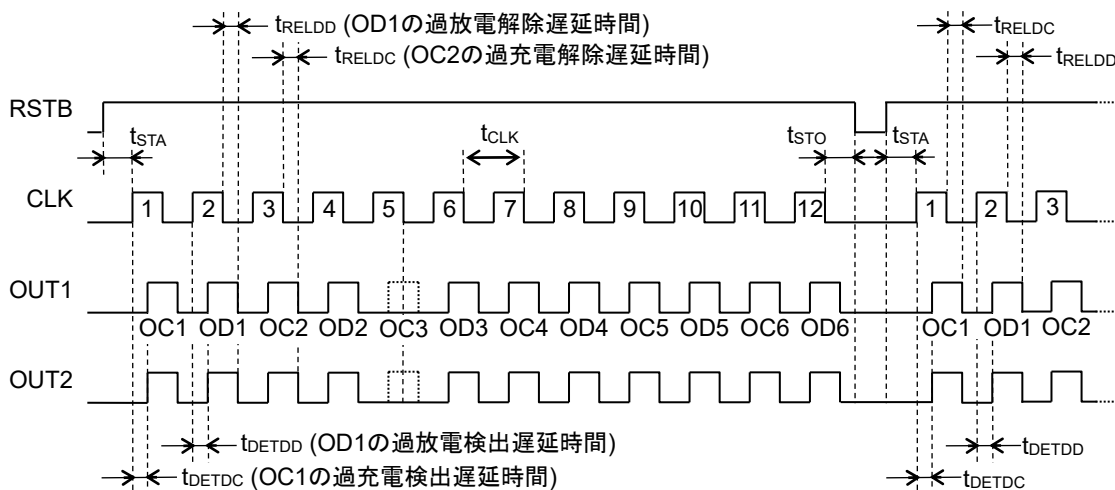 tRELDD (OD1の過放電解除遅延時間)
tRELDC (OC2の過充電解除遅延時間)
tRELDC
tRELDD
RSTB
tSTA
tCLK
tSTO
tSTA
CLK
1 2 3 4 5 6 7 8 9 10 11 12 1 2 3
OUT1
OC1 OD1 OC2 OD2 OC3 OD3 OC4 OD4 OC5 OD5 OC6 OD6 OC1 OD1 OC2
OUT2
tDETDD (OD1の過放電検出遅延時間)
tDETDD
tDETDC (OC1の過充電検出遅延時間)
tDETDC